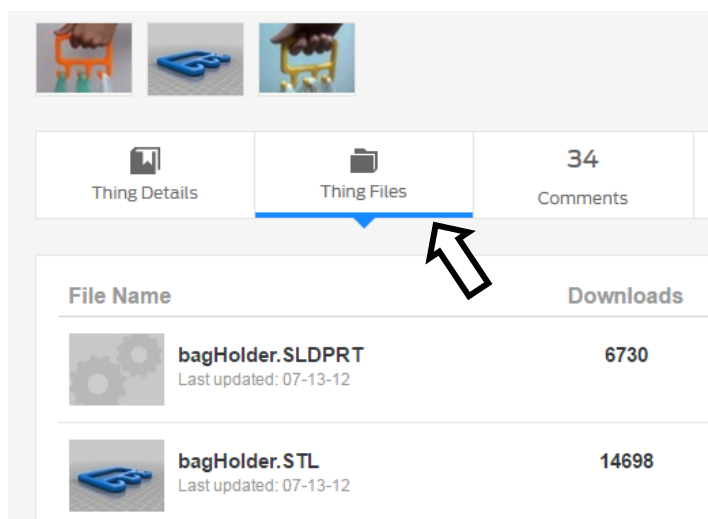 34
Thing Details
Thing Files
Comments
File Name
Downloads
bagHolder.SLDPRT
6730
Last updated: 07-13-12
bagHolder.STL
14698
Last updated: 07-13-12